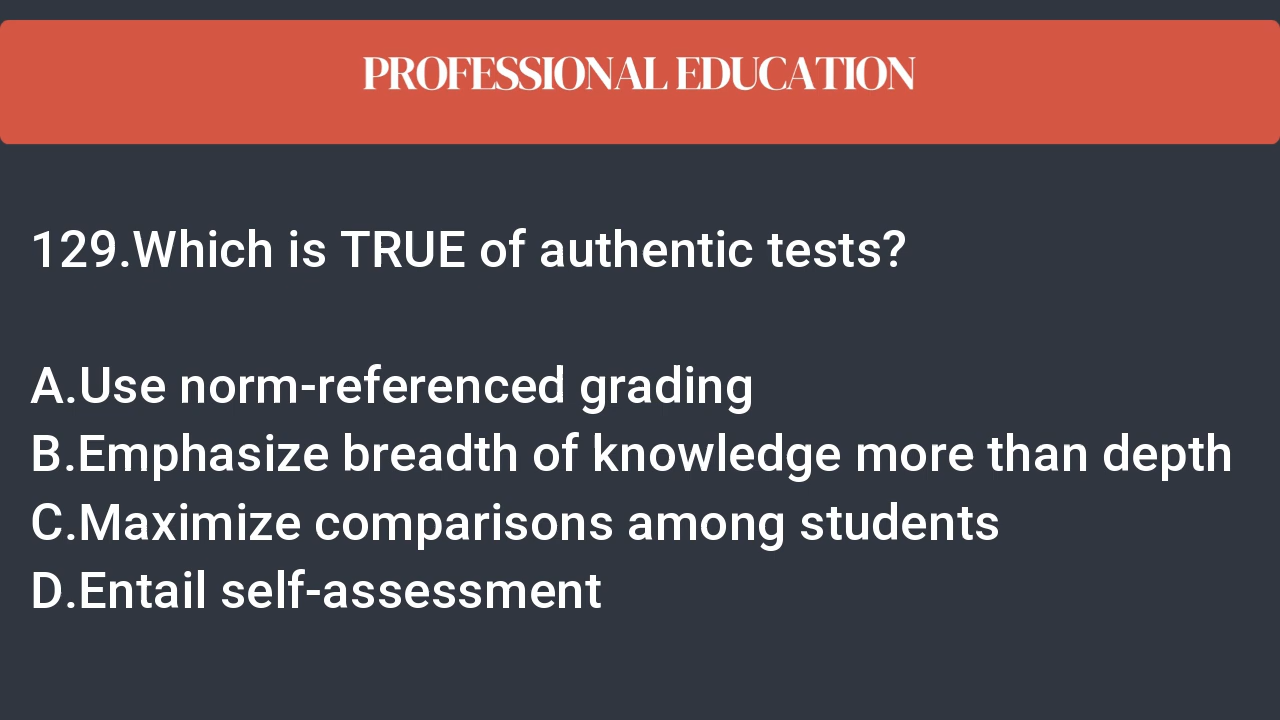 PROFESSIONAL EDUCATION
129.Which is TRUE of authentic tests?
A.Use norm-referenced grading
B.Emphasize breadth of knowledge more than depth
C.Maximize comparisons among students
D.Entail self-assessment